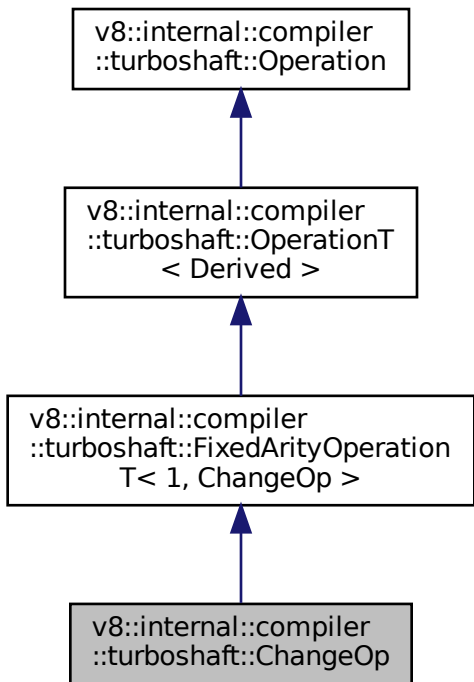 v8::internal::compiler
::turboshaft::Operation
v8::internal::compiler
::turboshaft::OperationT
< Derived >
v8::internal::compiler
::turboshaft::FixedArityOperation
T< 1, ChangeOp >
v8::internal::compiler
::turboshaft::ChangeOp